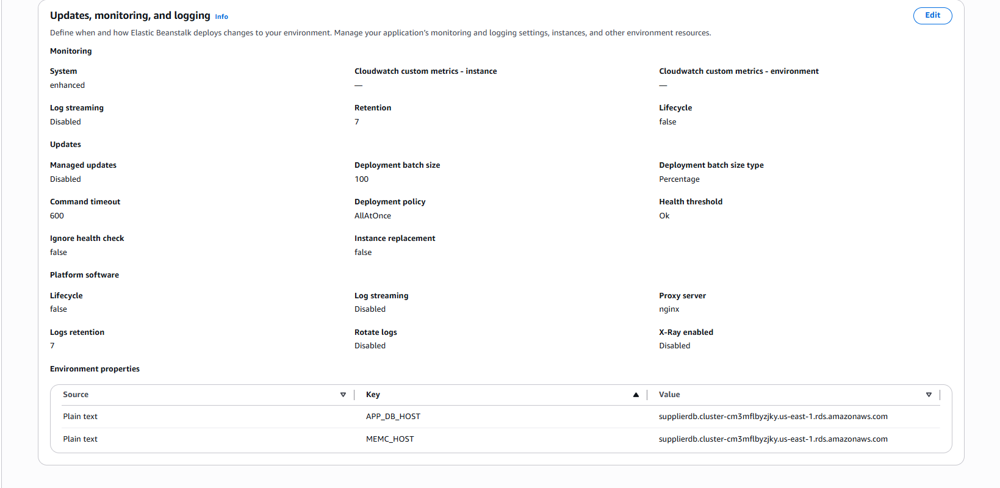 Updates, monitoring, and logging Info
Edit
Define when and how Elastic Beanstalk deploys changes to your environment. Manage your application's monitoring and logging settings, instances, and other environment resources.
Monitoring
System Cloudwatch custom metrics - instance Cloudwatch custom metrics - environment
enhanced — —
Log streaming Retention Lifecycle
Disabled 7 false
Updates
Managed updates Deployment batch size Deployment batch size type
Disabled 100 Percentage
Command timeout Deployment policy Health threshold
600 AllAtOnce Ok
Ignore health check Instance replacement
false false
Platform software
Lifecycle Log streaming Proxy server
false Disabled nginx
Logs retention Rotate logs X-Ray enabled
7 Disabled Disabled
Environment properties
Source Key Value
Plain text APP_DB_HOST supplierdb.cluster-cm3mflbyzjky.us-east-1.rds.amazonaws.com
Plain text MEMC_HOST supplierdb.cluster-cm3mflbyzjky.us-east-1.rds.amazonaws.com